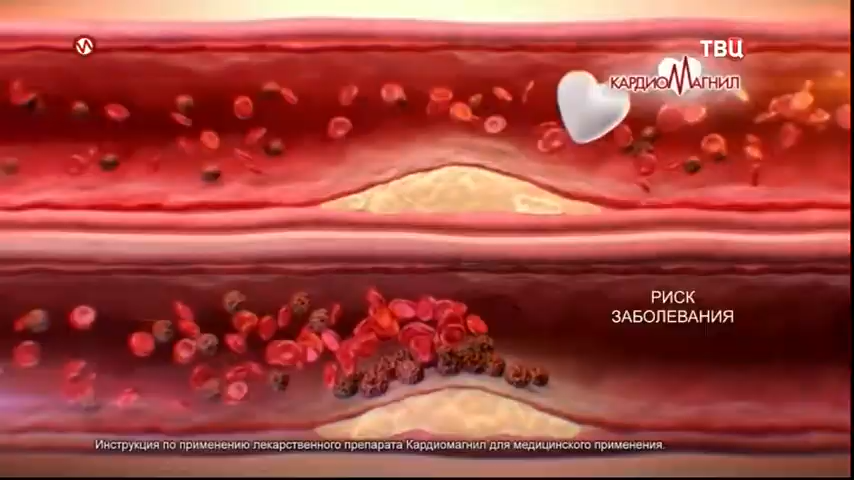 ТВЦ
КАРДИОМАГНИЛ
РИСК
ЗАБОЛЕВАНИЯ
Инструкция по применению лекарственного препарата Кардиомагнил для медицинского применения.